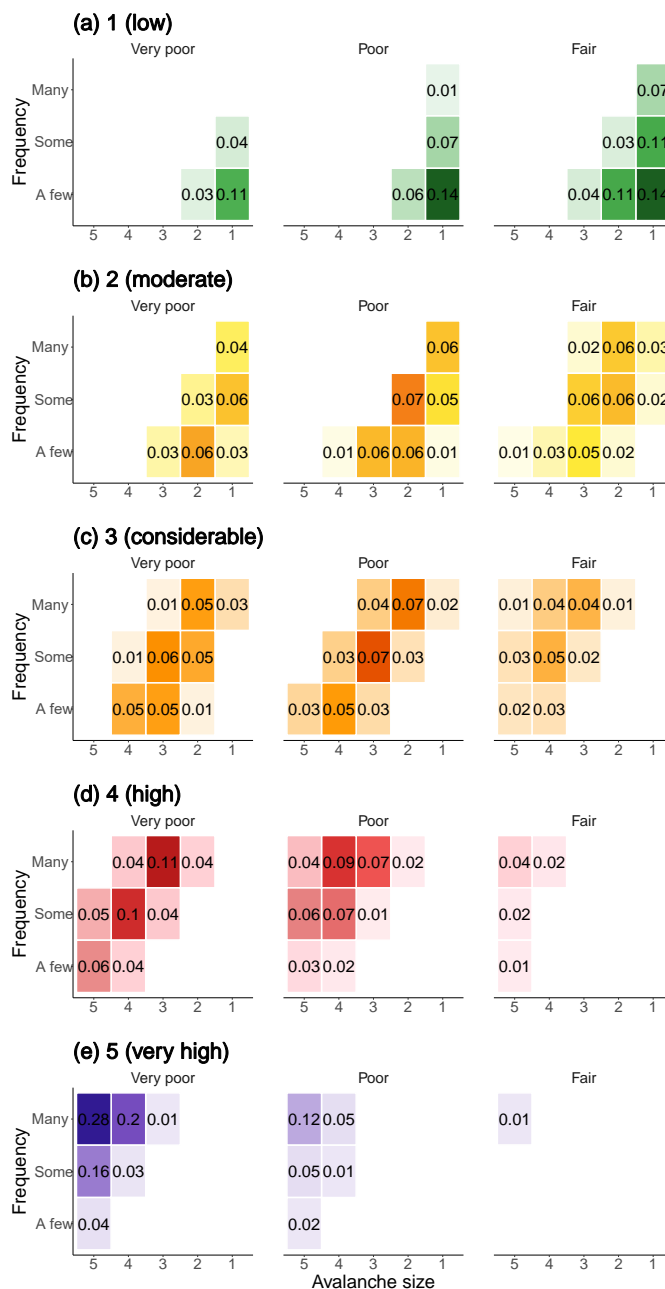 (a) 1 (low)
Very poor Poor Fair
Frequency
Many 0.01 0.07
Some 0.04 0.07 0.03 0.11
A few 0.03 0.11 0.06 0.14 0.04 0.11 0.14
5 4 3 2 1 5 4 3 2 1 5 4 3 2 1
(b) 2 (moderate)
Very poor Poor Fair
Frequency
Many 0.04 0.06 0.02 0.06 0.03
Some 0.03 0.06 0.07 0.05 0.06 0.06 0.02
A few 0.03 0.06 0.03 0.01 0.06 0.06 0.01 0.01 0.03 0.05 0.02
5 4 3 2 1 5 4 3 2 1 5 4 3 2 1
(c) 3 (considerable)
Very poor Poor Fair
Frequency
Many 0.01 0.05 0.03 0.04 0.07 0.02 0.01 0.04 0.04 0.01
Some 0.01 0.06 0.05 0.03 0.07 0.03 0.03 0.05 0.02
A few 0.05 0.05 0.01 0.03 0.05 0.03 0.02 0.03
5 4 3 2 1 5 4 3 2 1 5 4 3 2 1
(d) 4 (high)
Very poor Poor Fair
Frequency
Many 0.04 0.11 0.04 0.04 0.09 0.07 0.02 0.04 0.02
Some 0.05 0.1 0.04 0.06 0.07 0.01 0.02
A few 0.06 0.04 0.03 0.02 0.01
5 4 3 2 1 5 4 3 2 1 5 4 3 2 1
(e) 5 (very high)
Very poor Poor Fair
Frequency
Many 0.28 0.2 0.01 0.12 0.05 0.01
Some 0.16 0.03 0.05 0.01
A few 0.04 0.02
5 4 3 2 1 5 4 3 2 1 5 4 3 2 1
Avalanche size